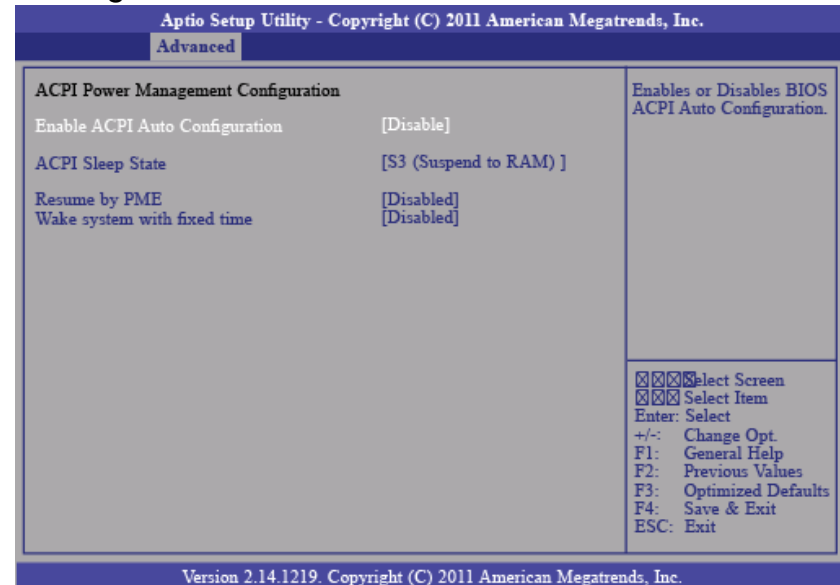 Aptio Setup Utility - Copyright (C) 2011 American Megatrends, Inc.
Advanced
ACPI Power Management Configuration
Enable ACPI Auto Configuration [Disable]
ACPI Sleep State [S3 (Suspend to RAM) ]
Resume by PME [Disabled]
Wake system with fixed time [Disabled]
Enables or Disables BIOS
ACPI Auto Configuration.
Select Screen
Select Item
Enter: Select
+/-: Change Opt.
F1: General Help
F2: Previous Values
F3: Optimized Defaults
F4: Save & Exit
ESC: Exit
Version 2.14.1219. Copyright (C) 2011 American Megatrends, Inc.